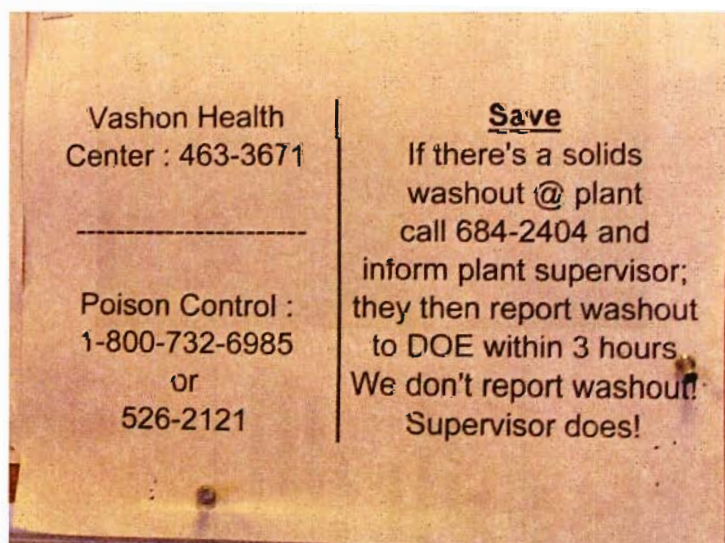 Vashon Health
Center : 463-3671
-----------------------
Poison Control :
1-800-732-6985
or
526-2121
Save
If there's a solids
washout @ plant
call 684-2404 and
inform plant supervisor;
they then report washout
to DOE within 3 hours.
We don't report washout!
Supervisor does!